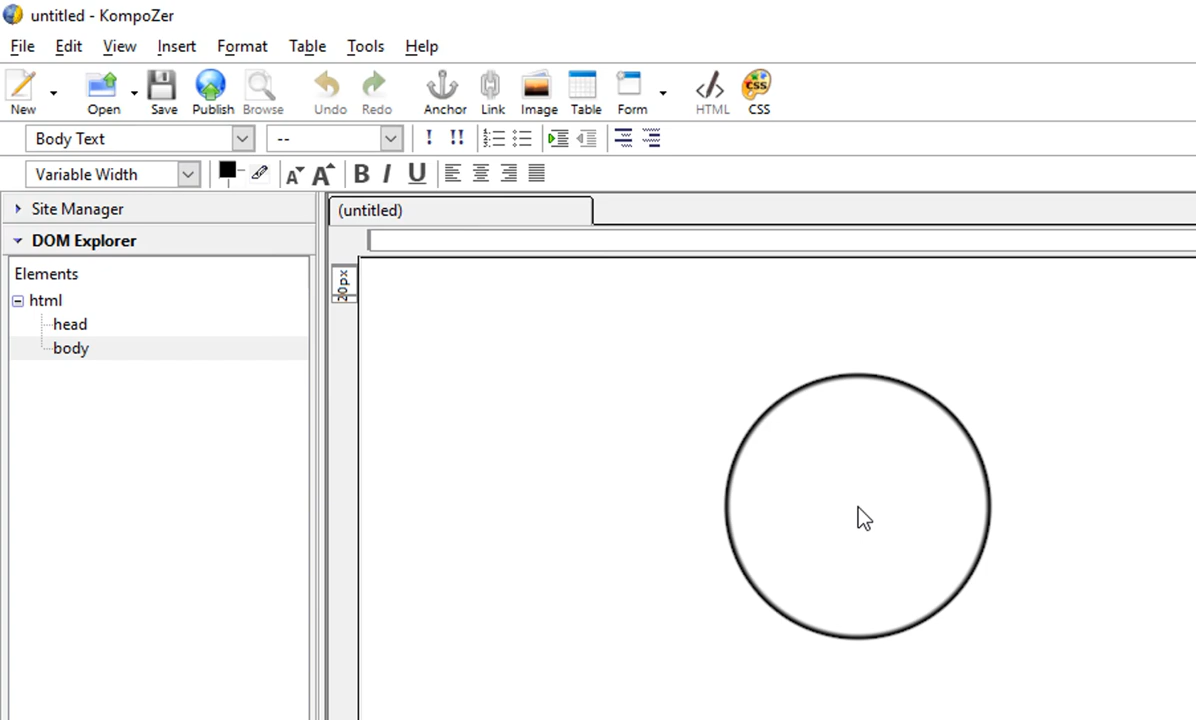 untitled - KompoZer
File Edit View Insert Format Table Tools Help
New Open Save Publish Browse Undo Redo Anchor Link Image Table Form HTML CSS
Body Text --
Variable Width A A B I U
Site Manager (untitled)
DOM Explorer
Elements
html
head
body
20px